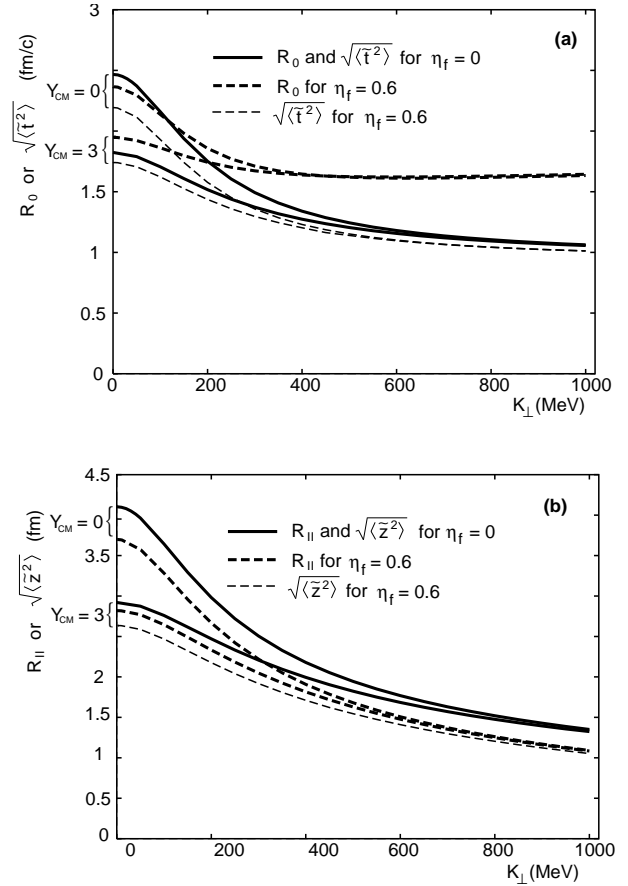 3
(a)
R₀ and √⟨t̃²⟩ for η_f = 0
R₀ for η_f = 0.6
√⟨t̃²⟩ for η_f = 0.6
Y_CM = 0 {
Y_CM = 3 {
R₀ or √⟨t̃²⟩ (fm/c)
1.5
1
0.5
0
0 200 400 600 800 1000
K⊥(MeV)
4.5
(b)
R_II and √⟨z̃²⟩ for η_f = 0
R_II for η_f = 0.6
√⟨z̃²⟩ for η_f = 0.6
Y_CM = 0 {
3.5
Y_CM = 3 {
R_II or √⟨z̃²⟩ (fm)
2
1.5
1
0.5
0
0 200 400 600 800 1000
K⊥(MeV)